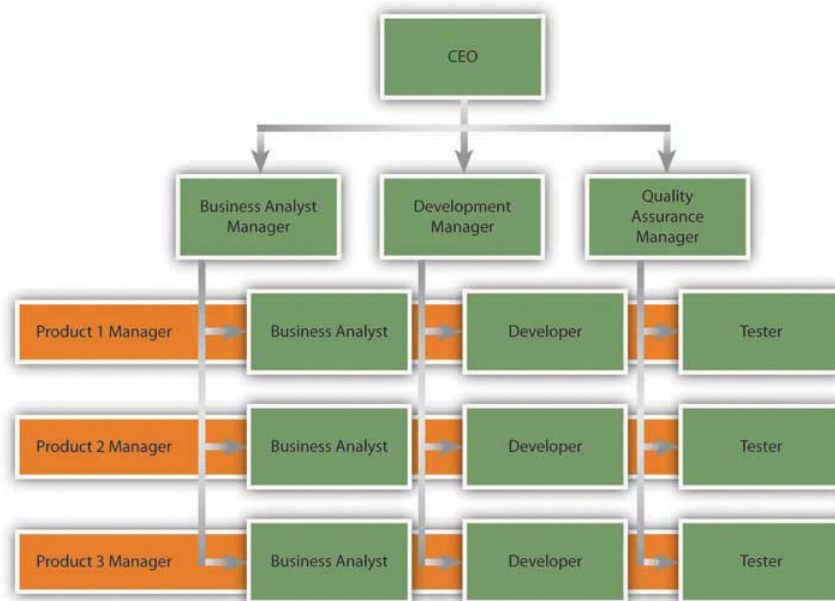 CEO
Business Analyst
Manager
Development
Manager
Quality
Assurance
Manager
Product 1 Manager
Business Analyst
Developer
Tester
Product 2 Manager
Business Analyst
Developer
Tester
Product 3 Manager
Business Analyst
Developer
Tester